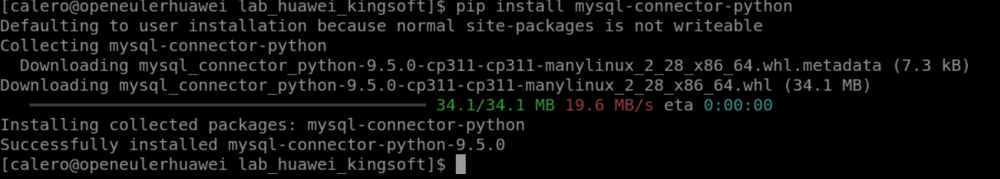 [calero@openeulerhuawei lab_huawei_kingsoft]$ pip install mysql-connector-python
Defaulting to user installation because normal site-packages is not writeable
Collecting mysql-connector-python
  Downloading mysql_connector_python-9.5.0-cp311-cp311-manylinux_2_28_x86_64.whl.metadata (7.3 kB)
Downloading mysql_connector_python-9.5.0-cp311-cp311-manylinux_2_28_x86_64.whl (34.1 MB)
34.1/34.1 MB 19.6 MB/s eta 0:00:00
Installing collected packages: mysql-connector-python
Successfully installed mysql-connector-python-9.5.0
[calero@openeulerhuawei lab_huawei_kingsoft]$